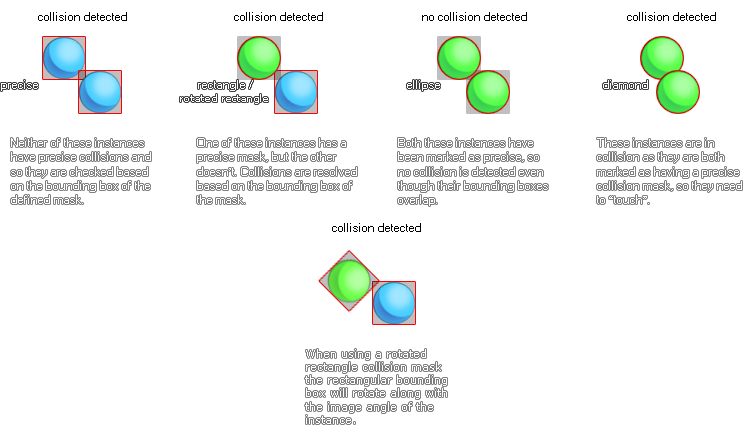 collision detected
collision detected
no collision detected
collision detected
precise
rectangle /
rotated rectangle
ellipse
diamond
Neither of these instances
have precise collisions and
so they are checked based
on the bounding box of the
defined mask.
One of these instances has a
precise mask, but the other
doesn't. Collisions are resolved
based on the bounding box of
the mask.
Both these instances have
been marked as precise, so
no collision is detected even
though their bounding boxes
overlap.
These instances are in
collision as they are both
marked as having a precise
collision mask, so they need
to "touch".
collision detected
When using a rotated
rectangle collision mask
the rectangular bounding
box will rotate along with
the image angle of the
instance.